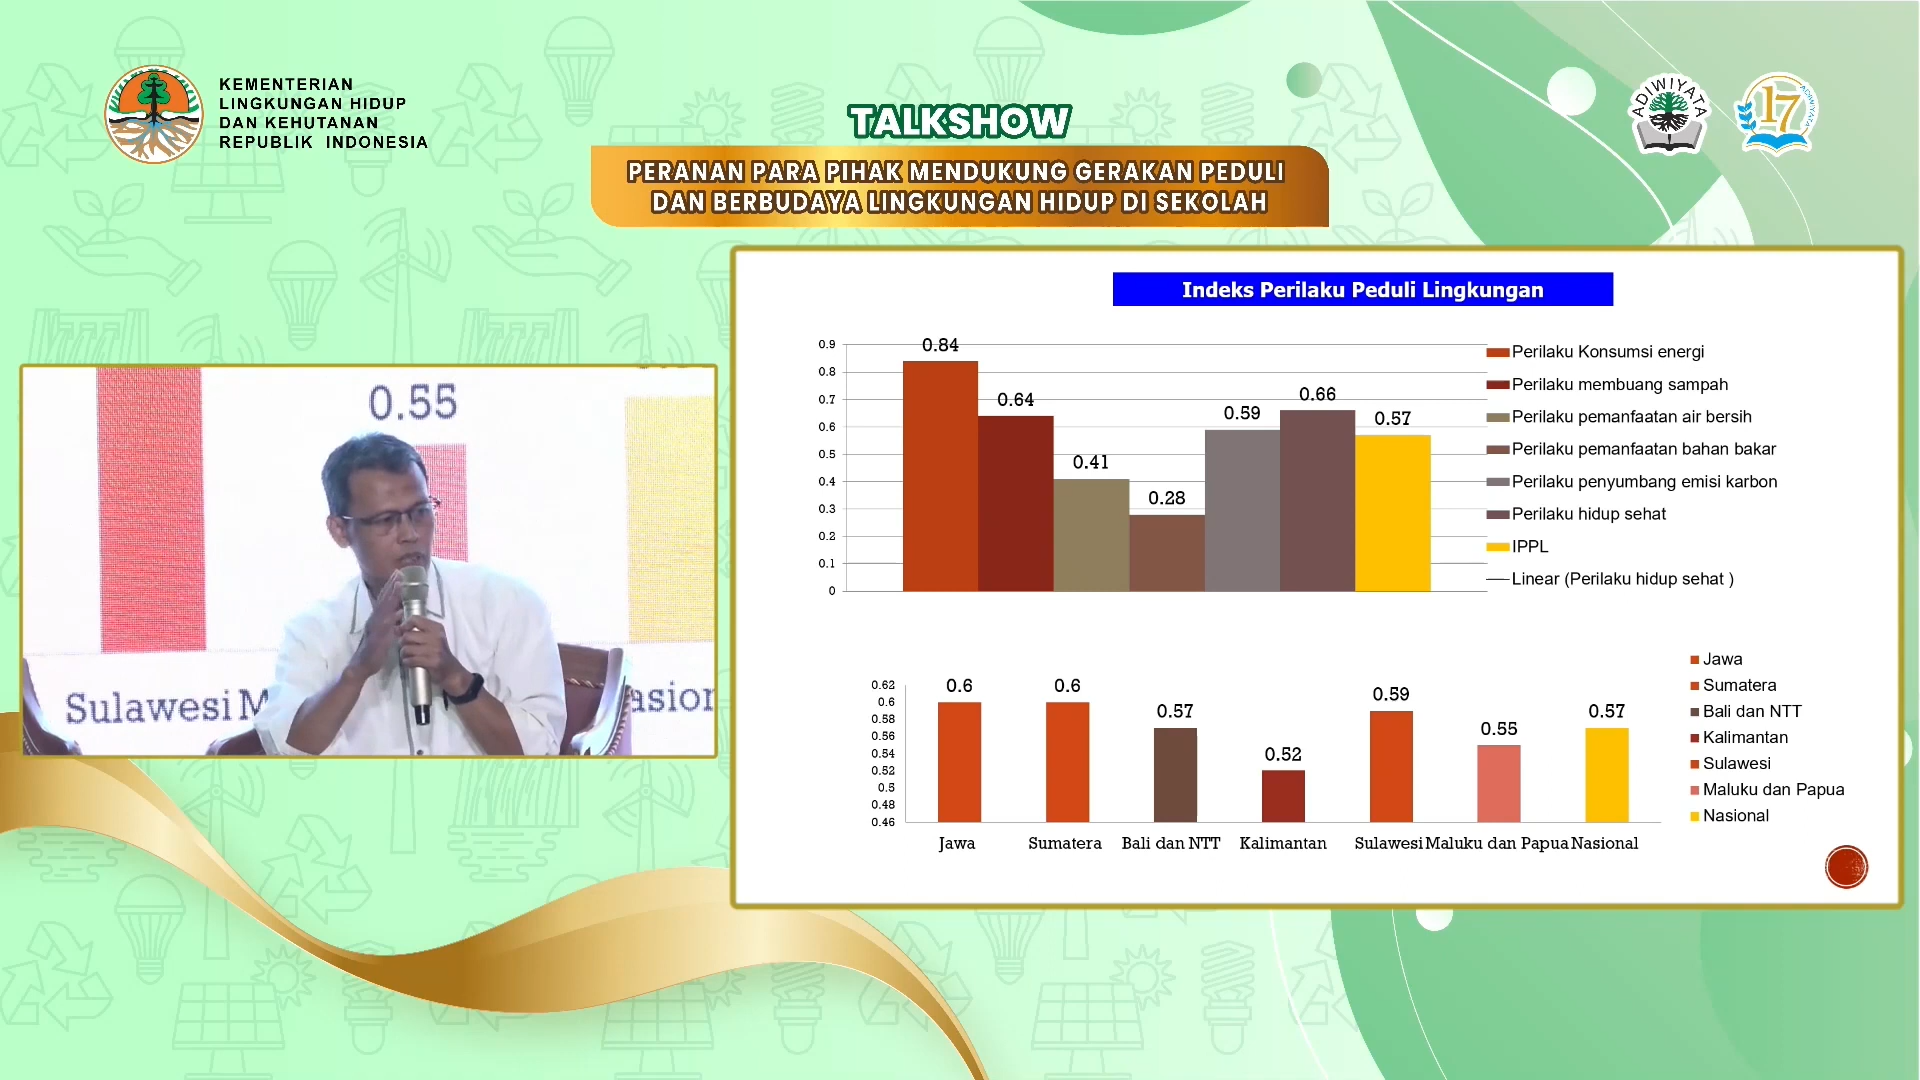 KEMENTERIAN
LINGKUNGAN HIDUP
DAN KEHUTANAN
REPUBLIK INDONESIA
TALKSHOW
PERANAN PARA PIHAK MENDUKUNG GERAKAN PEDULI
DAN BERBUDAYA LINGKUNGAN HIDUP DI SEKOLAH
ADIWIYATA
17
ADIWIYATA
0.55
Sulawesi M
asion
Indeks Perilaku Peduli Lingkungan
0.9
0.8
0.7
0.6
0.5
0.4
0.3
0.2
0.1
0
0.84
0.64
0.41
0.28
0.59
0.66
0.57
Perilaku Konsumsi energi
Perilaku membuang sampah
Perilaku pemanfaatan air bersih
Perilaku pemanfaatan bahan bakar
Perilaku penyumbang emisi karbon
Perilaku hidup sehat
IPPL
Linear (Perilaku hidup sehat )
0.62
0.6
0.58
0.56
0.54
0.52
0.5
0.48
0.46
0.6
0.6
0.57
0.52
0.59
0.55
0.57
Jawa
Sumatera
Bali dan NTT
Kalimantan
Sulawesi
Maluku dan Papua
Nasional
Jawa
Sumatera
Bali dan NTT
Kalimantan
Sulawesi
Maluku dan Papua
Nasional